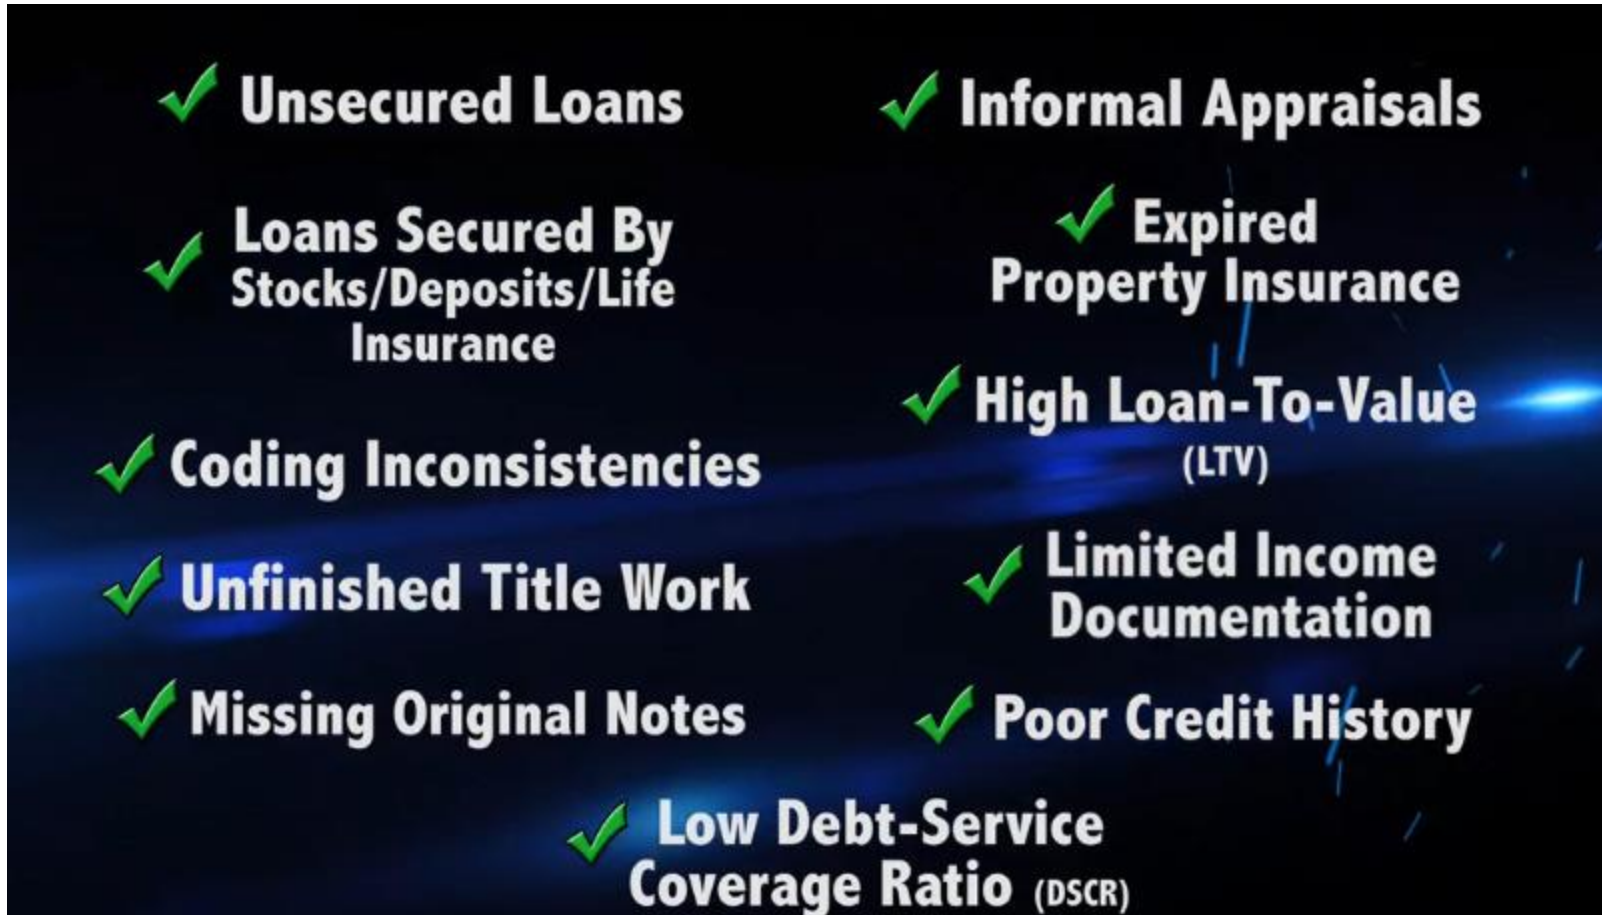 Unsecured Loans
Loans Secured By
Stocks/Deposits/Life
Insurance
Coding Inconsistencies
Unfinished Title Work
Missing Original Notes
Informal Appraisals
Expired
Property Insurance
High Loan-To-Value
(LTV)
Limited Income
Documentation
Poor Credit History
Low Debt-Service
Coverage Ratio (DSCR)